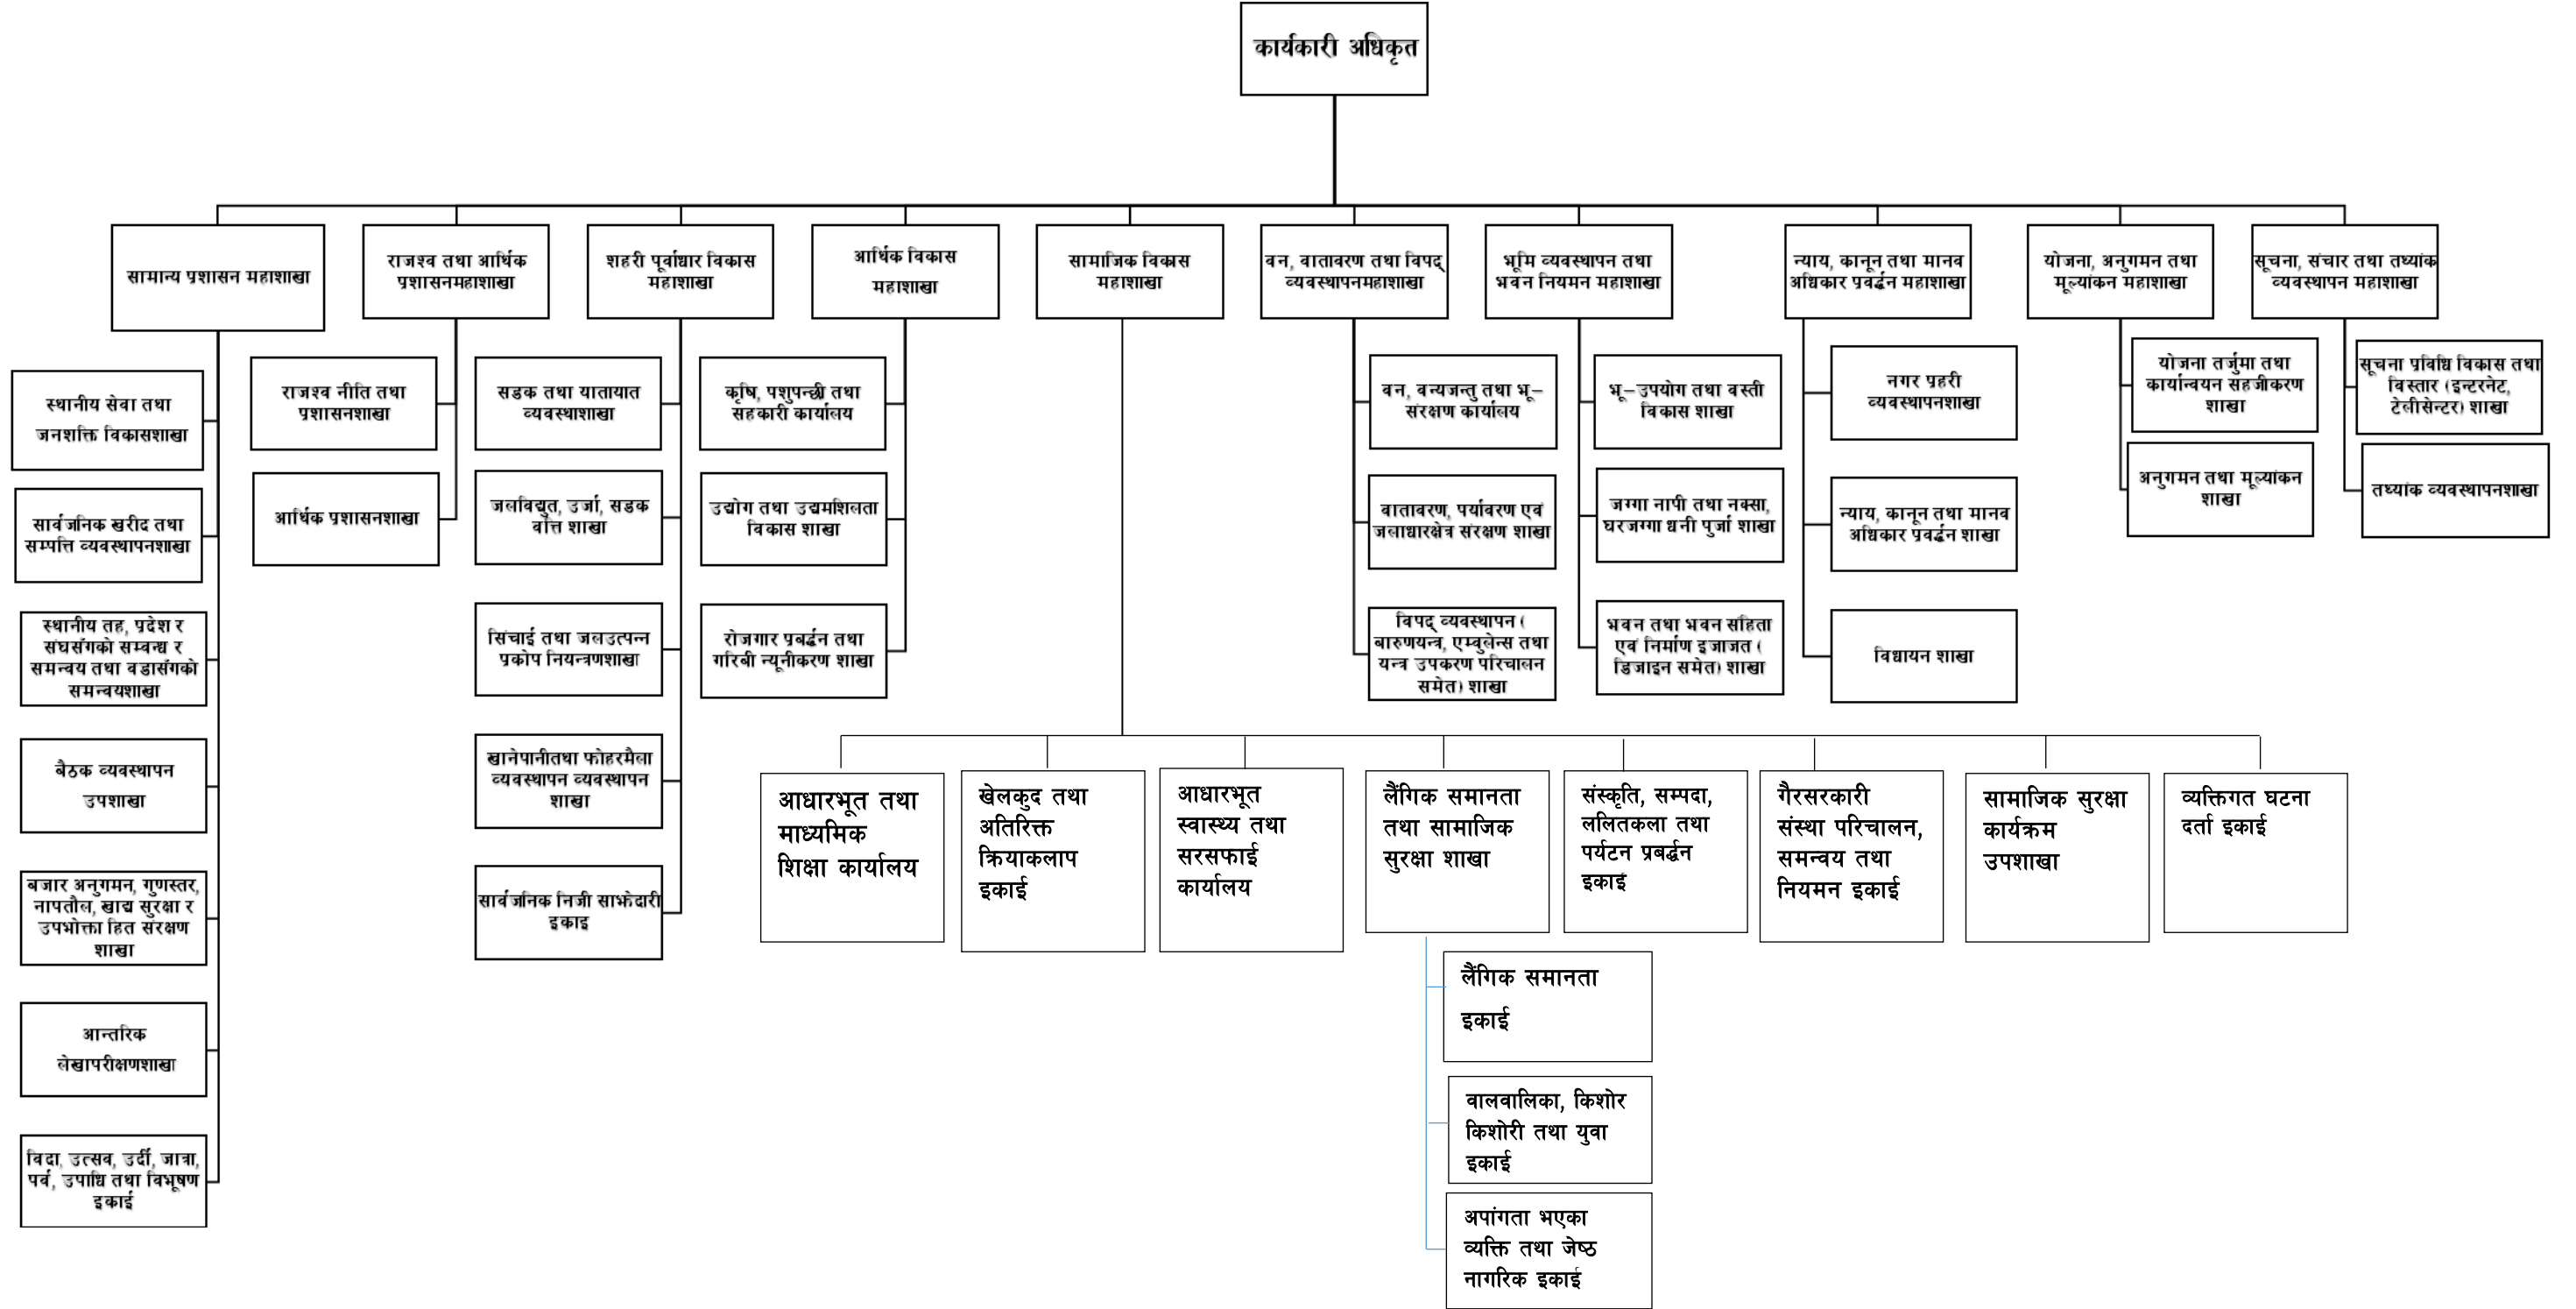 कार्यकारी अधिकृत
सामान्य प्रशासन महाशाखा
राजश्व तथा आर्थिक
प्रशासनमहाशाखा
शहरी पूर्वाधार विकास
महाशाखा
आर्थिक विकास
महाशाखा
सामाजिक विकास
महाशाखा
वन, वातावरण तथा विपद्
व्यवस्थापनमहाशाखा
भूमि व्यवस्थापन तथा
भवन नियमन महाशाखा
न्याय, कानून तथा मानव
अधिकार प्रवर्द्धन महाशाखा
योजना, अनुगमन तथा
मूल्यांकन महाशाखा
सूचना, संचार तथा तथ्यांक
व्यवस्थापन महाशाखा
स्थानीय सेवा तथा
जनशक्ति विकासशाखा
सार्वजनिक खरीद तथा
सम्पत्ति व्यवस्थापनशाखा
स्थानीय तह, प्रदेश र
संघसँगको सम्वन्ध र
समन्वय तथा वडासँगको
समन्वयशाखा
बैठक व्यवस्थापन
उपशाखा
बजार अनुगमन, गुणस्तर,
नापतौल, खाद्य सुरक्षा र
उपभोक्ता हित संरक्षण
शाखा
आन्तरिक
लेखापरीक्षणशाखा
विदा, उत्सव, उर्दी, जात्रा,
पर्व, उपाधि तथा विभूषण
इकाई
राजश्व नीति तथा
प्रशासनशाखा
आर्थिक प्रशासनशाखा
सडक तथा यातायात
व्यवस्थाशाखा
जलविद्युत, उर्जा, सडक
वत्ति शाखा
सिंचाई तथा जलउत्पन्न
प्रकोप नियन्त्रणशाखा
खानेपानीतथा फोहरमैला
व्यवस्थापन व्यवस्थापन
शाखा
सार्वजनिक निजी साझेदारी
इकाइ
कृषि, पशुपन्छी तथा
सहकारी कार्यालय
उद्योग तथा उद्यमशिलता
विकास शाखा
रोजगार प्रबर्द्धन तथा
गरिबी न्यूनीकरण शाखा
वन, वन्यजन्तु तथा भू–
संरक्षण कार्यालय
वातावरण, पर्यावरण एवं
जलाधारक्षेत्र संरक्षण शाखा
विपद् व्यवस्थापन (
बारुणयन्त्र, एम्वुलेन्स तथा
यन्त्र उपकरण परिचालन
समेत) शाखा
भू–उपयोग तथा वस्ती
विकास शाखा
जग्गा नापी तथा नक्सा,
घरजग्गा धनी पुर्जा शाखा
भवन तथा भवन संहिता
एवं निर्माण इजाजत (
डिजाइन समेत) शाखा
नगर प्रहरी
व्यवस्थापनशाखा
न्याय, कानून तथा मानव
अधिकार प्रवर्द्धन शाखा
विधायन शाखा
योजना तर्जुमा तथा
कार्यान्वयन सहजीकरण
शाखा
अनुगमन तथा मूल्यांकन
शाखा
सूचना प्रविधि विकास तथा
विस्तार (इन्टरनेट,
टेलीसेन्टर) शाखा
तथ्यांक व्यवस्थापनशाखा
आधारभूत तथा
माध्यमिक
शिक्षा कार्यालय
खेलकुद तथा
अतिरिक्त
क्रियाकलाप
इकाई
आधारभूत
स्वास्थ्य तथा
सरसफाई
कार्यालय
लैंगिक समानता
तथा सामाजिक
सुरक्षा शाखा
संस्कृति, सम्पदा,
ललितकला तथा
पर्यटन प्रबर्द्धन
इकाई
गैरसरकारी
संस्था परिचालन,
समन्वय तथा
नियमन इकाई
सामाजिक सुरक्षा
कार्यक्रम
उपशाखा
व्यक्तिगत घटना
दर्ता इकाई
लैंगिक समानता
इकाई
वालवालिका, किशोर
किशोरी तथा युवा
इकाई
अपांगता भएका
व्यक्ति तथा जेष्ठ
नागरिक इकाई